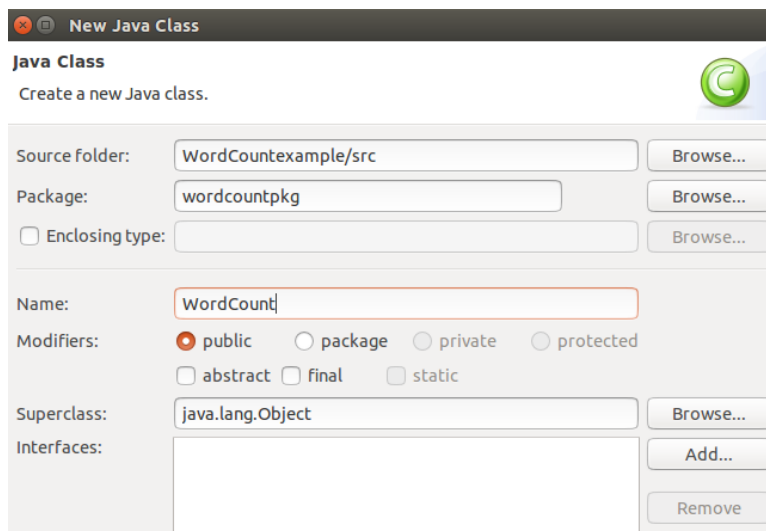 New Java Class
Java Class
Create a new Java class.
C
Source folder: WordCountexample/src Browse...
Package: wordcountpkg Browse...
Enclosing type: Browse...
Name: WordCount
Modifiers: public package private protected
abstract final static
Superclass: java.lang.Object Browse...
Interfaces: Add...
Remove